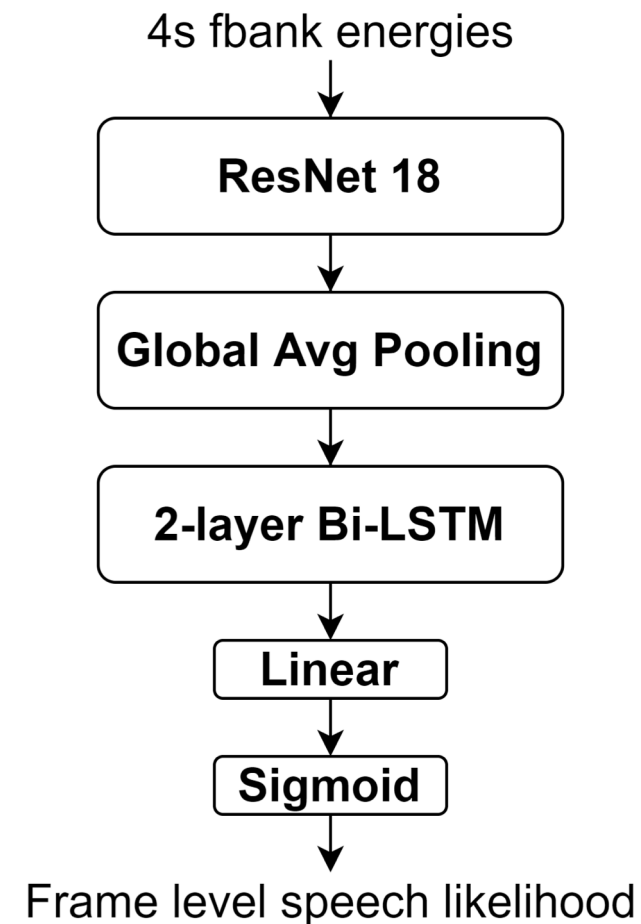 4s fbank energies
ResNet 18
Global Avg Pooling
2-layer Bi-LSTM
Linear
Sigmoid
Frame level speech likelihood